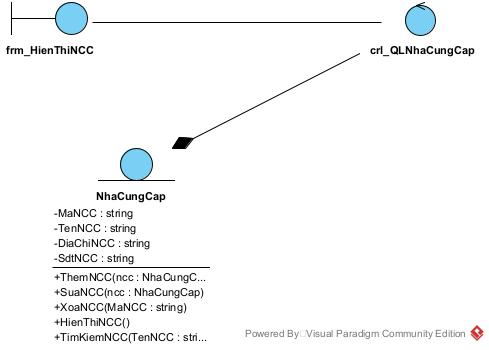 frm_HienThiNCC
crl_QLNhaCungCap
NhaCungCap
-MaNCC : string
-TenNCC : string
-DiaChiNCC : string
-SdtNCC : string
+ThemNCC(ncc : NhaCungC...
+SuaNCC(ncc : NhaCungCap)
+XoaNCC(MaNCC : string)
+HienThiNCC()
+TimKiemNCC(TenNCC : stri...
Powered By Visual Paradigm Community Edition